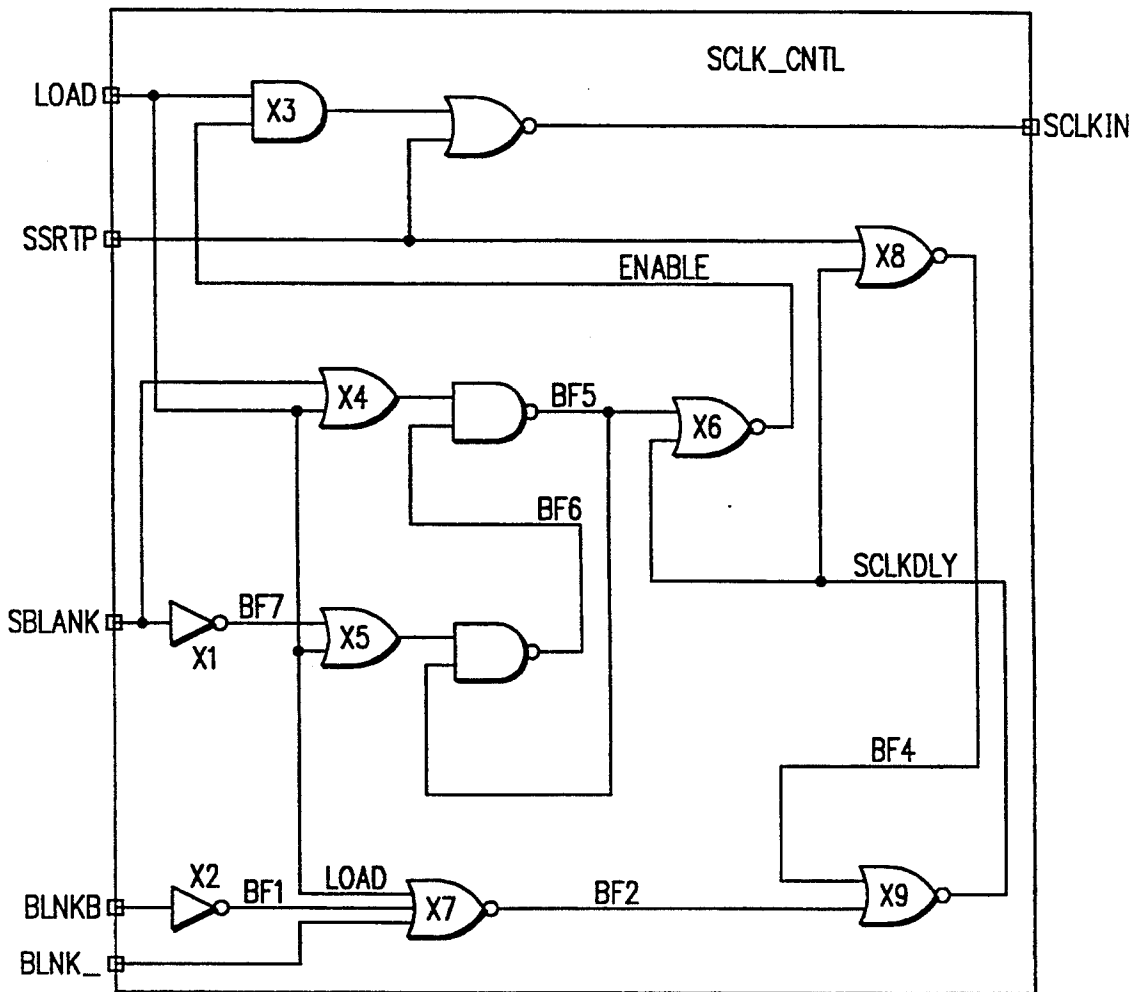 SCLK_CNTL
LOAD
X3
SCLKIN
SSRTP
X8
ENABLE
X4
BF5
X6
BF6
SCLKDLY
SBLANK
BF7
X5
X1
BF4
X2
LOAD
BLNKB
BF1
X7
BF2
X9
BLNK_